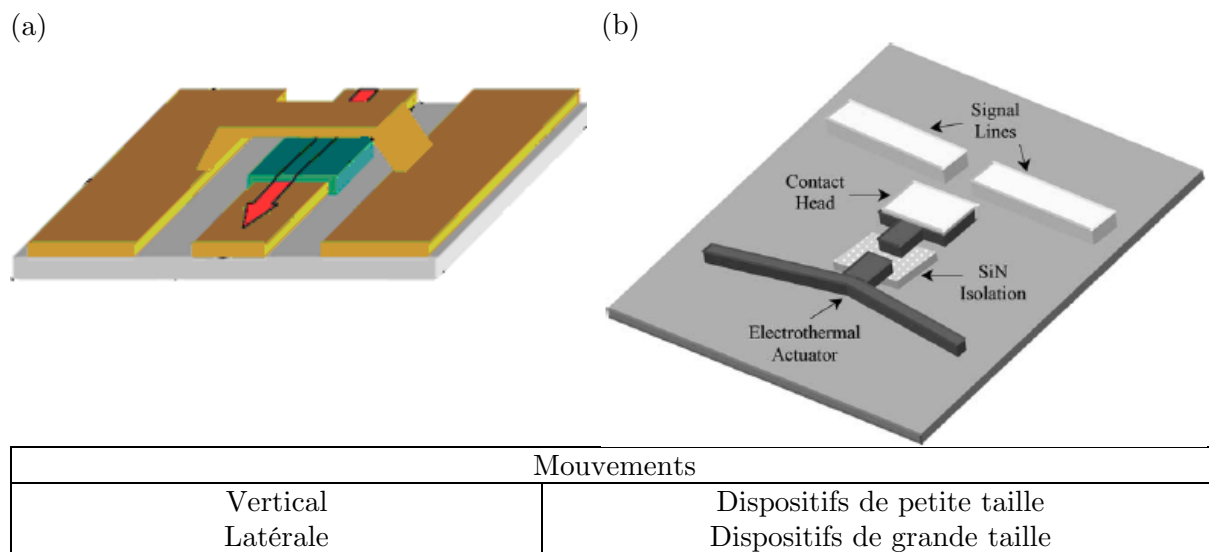 (a)
(b)
Signal
Lines
Contact
Head
SiN
Isolation
Electrothermal
Actuator
Mouvements
Vertical Dispositifs de petite taille
Latérale Dispositifs de grande taille